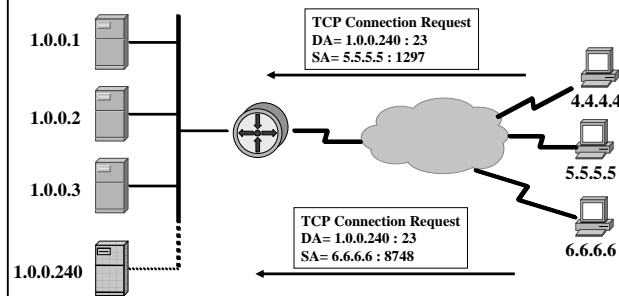 TCP Connection Request
DA= 1.0.0.240 : 23
SA= 5.5.5.5 : 1297
1.0.0.1
1.0.0.2
1.0.0.3
1.0.0.240
4.4.4.4
5.5.5.5
6.6.6.6
TCP Connection Request
DA= 1.0.0.240 : 23
SA= 6.6.6.6 : 8748